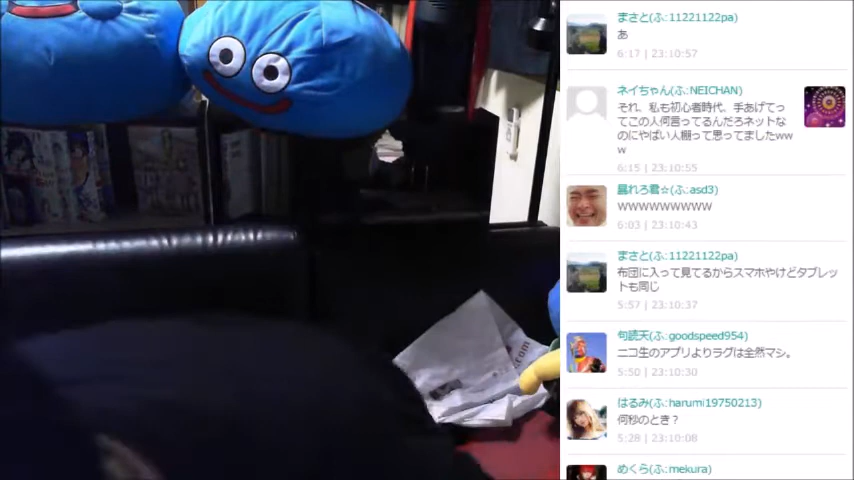 まさと(ふ:11221122pa)
あ
6:17 | 23:10:57
ネイちゃん(ふ:NEICHAN)
それ、私も初心者時代、手あげてっ
てこの人何言ってるんだろネットな
のにやばい人棚って思ってましたww
w
6:15 | 23:10:55
曇れろ君☆(ふ:asd3)
WWWWWWWWW
6:03 | 23:10:43
まさと(ふ:11221122pa)
布団に入って見てるからスマホやけどタブレッ
トも同じ
5:57 | 23:10:37
句読天(ふ:goodspeed954)
ニコ生のアプリよりラグは全然マシ。
5:50 | 23:10:30
はるみ(ふ:harumi19750213)
何秒のとき？
5:28 | 23:10:08
めくら(ふ:mekura)
.com